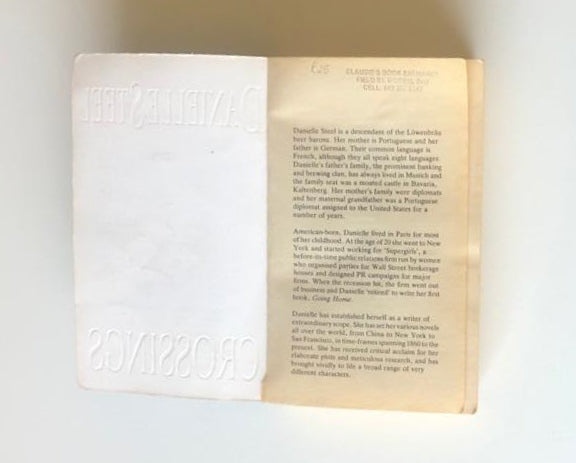 DANIELLE STEEL
CROSSINGS
CLAUDIE'S BOOK
Danielle Steel is a descendant of the Löwenbräu
beer barons. Her mother is Portuguese and her
father is German. Their common language is
French, although they all speak eight languages.
Danielle's father's family, the prominent banking
and brewing clan, has always lived in Munich and
the family seat was a moated castle in Bavaria,
Kaltenberg. Her mother's family were diplomats
and her maternal grandfather was a Portuguese
diplomat assigned to the United States for a
number of years.
American-born, Danielle lived in Paris for most
of her childhood. At the age of 20 she went to New
York and started working for 'Supergirls', a
before-its-time public relations firm run by women
who organised parties for Wall Street brokerage
houses and designed PR campaigns for major
firms. When the recession hit, the firm went out
of business and Danielle 'retired' to write her first
book, Going Home.
Danielle has established herself as a writer of
extraordinary scope. She has set her various novels
all over the world, from China to New York to
San Francisco, in time-frames spanning 1860 to the
present. She has received critical acclaim for her
elaborate plots and meticulous research, and has
brought vividly to life a broad range of very
different characters.